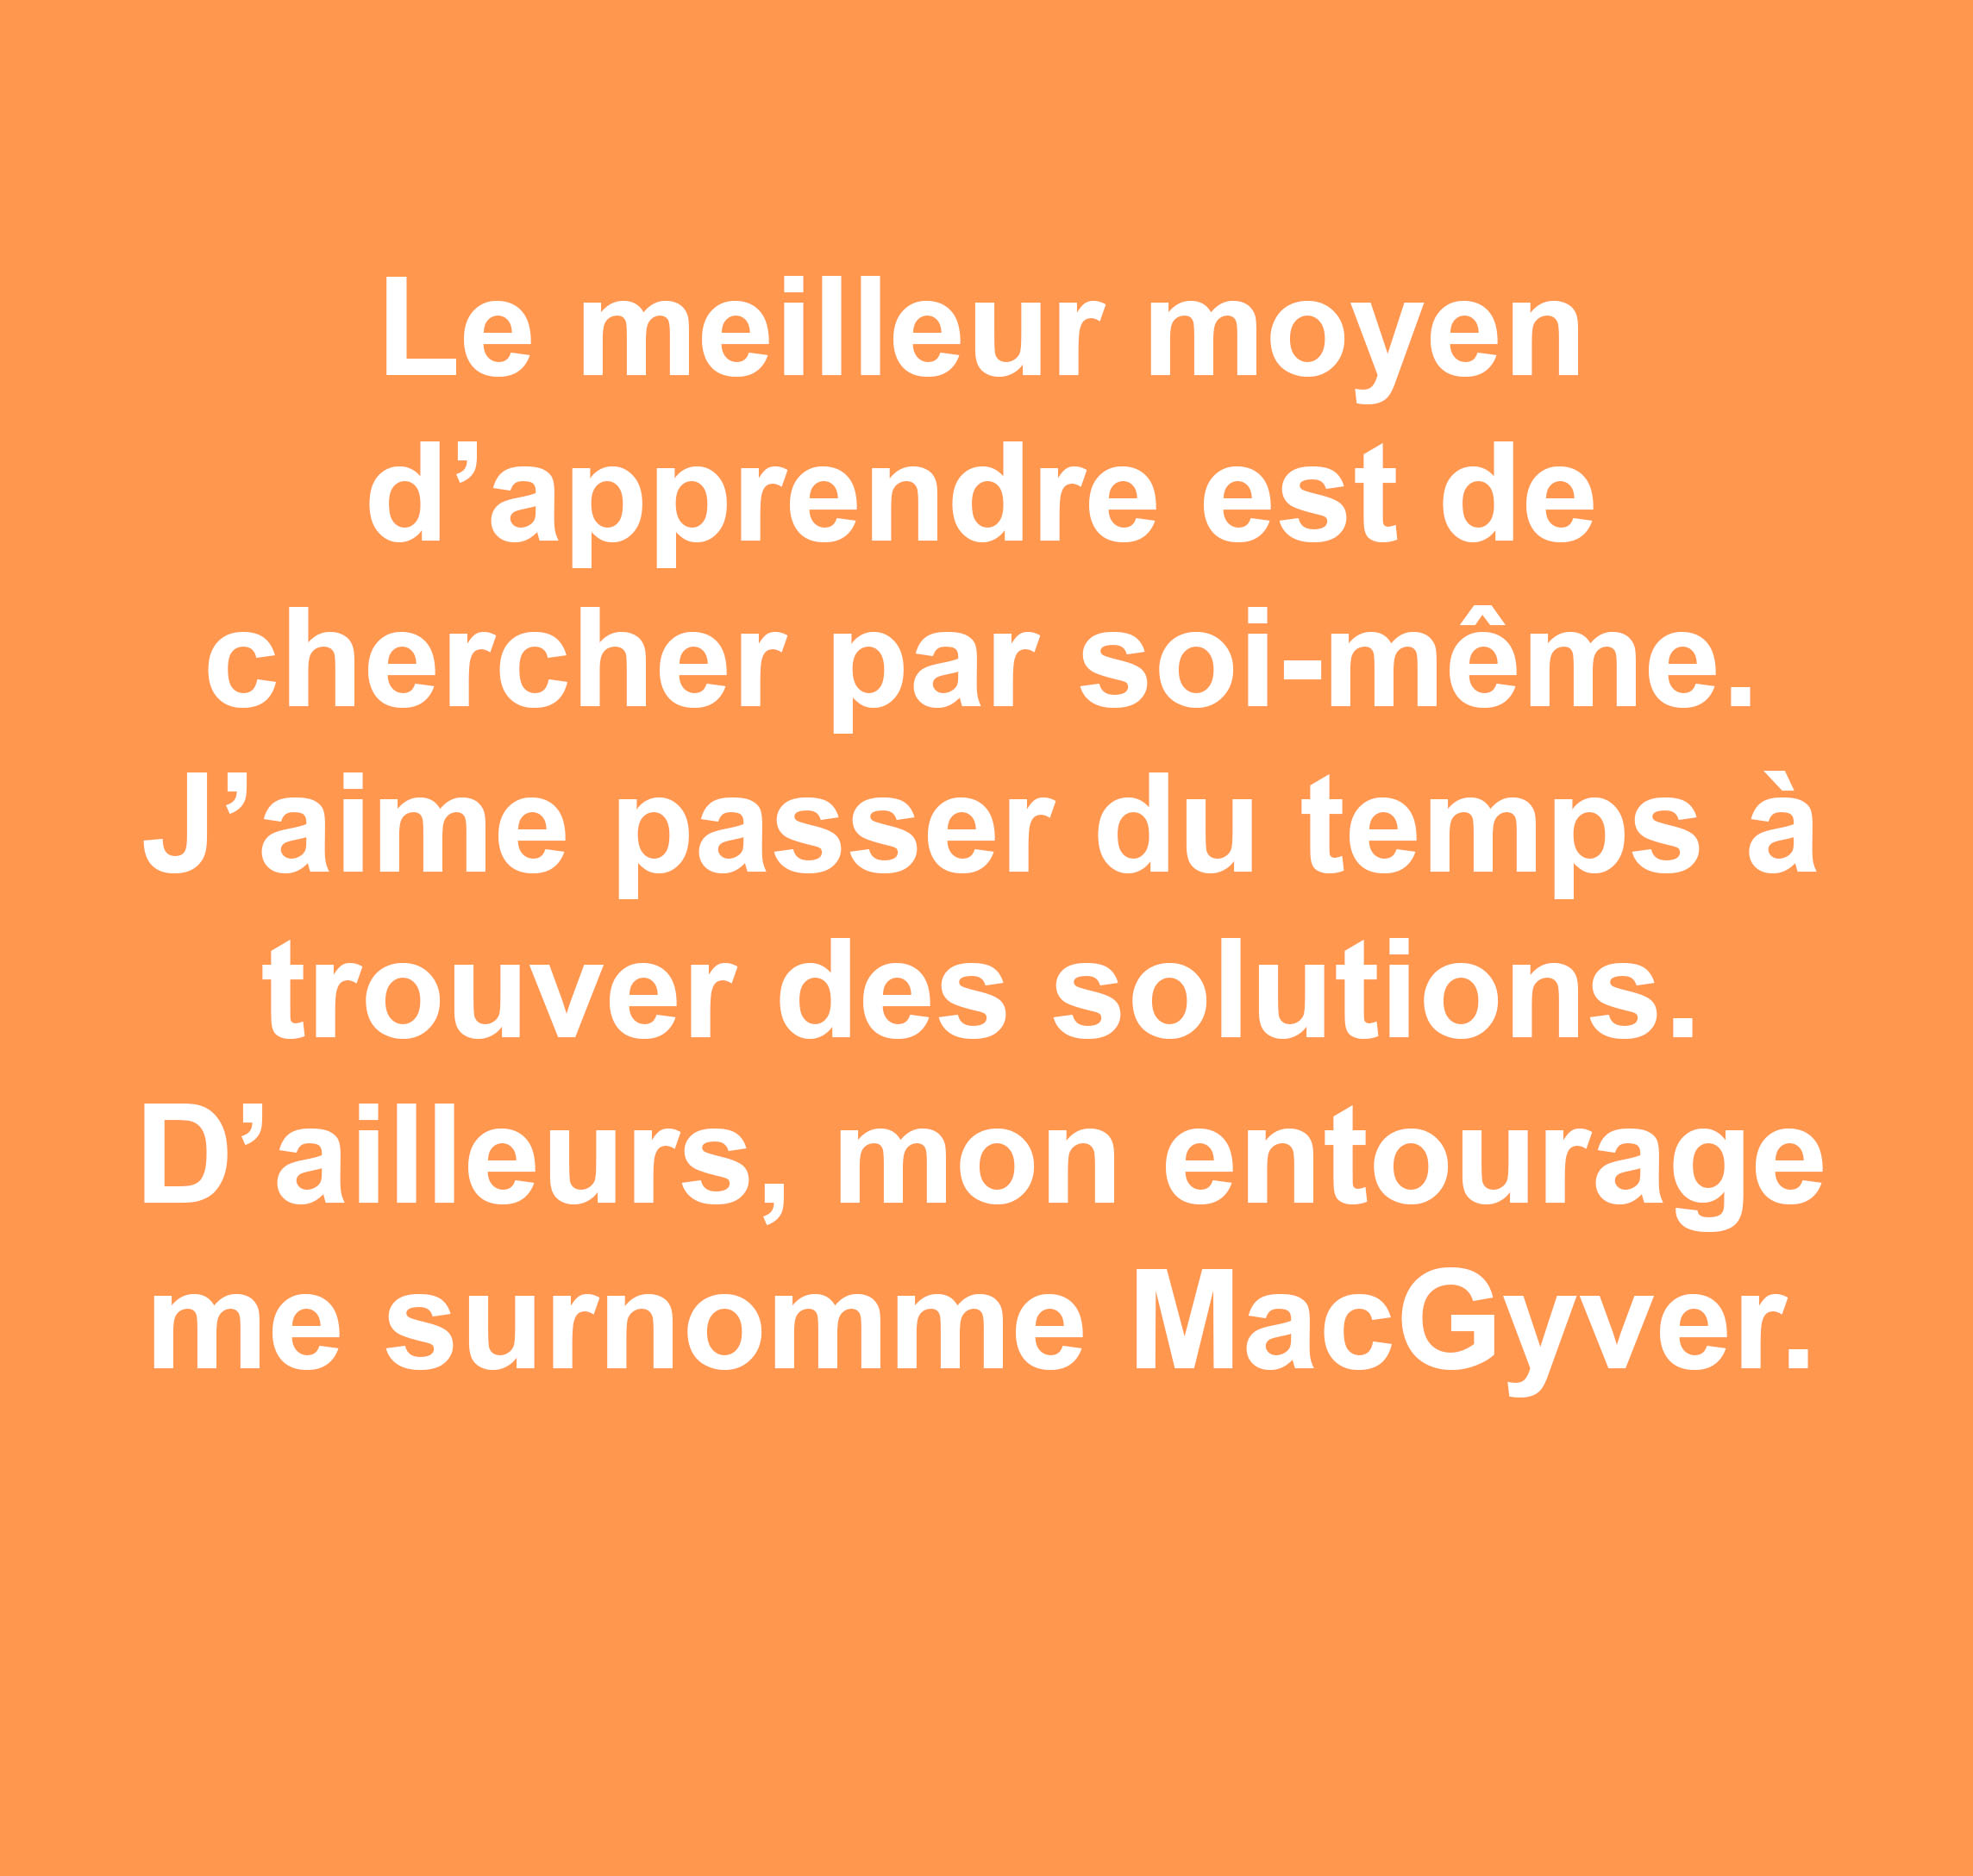 Le meilleur moyen
d’apprendre est de
chercher par soi-même.
J’aime passer du temps à
trouver des solutions.
D’ailleurs, mon entourage
me surnomme MacGyver.